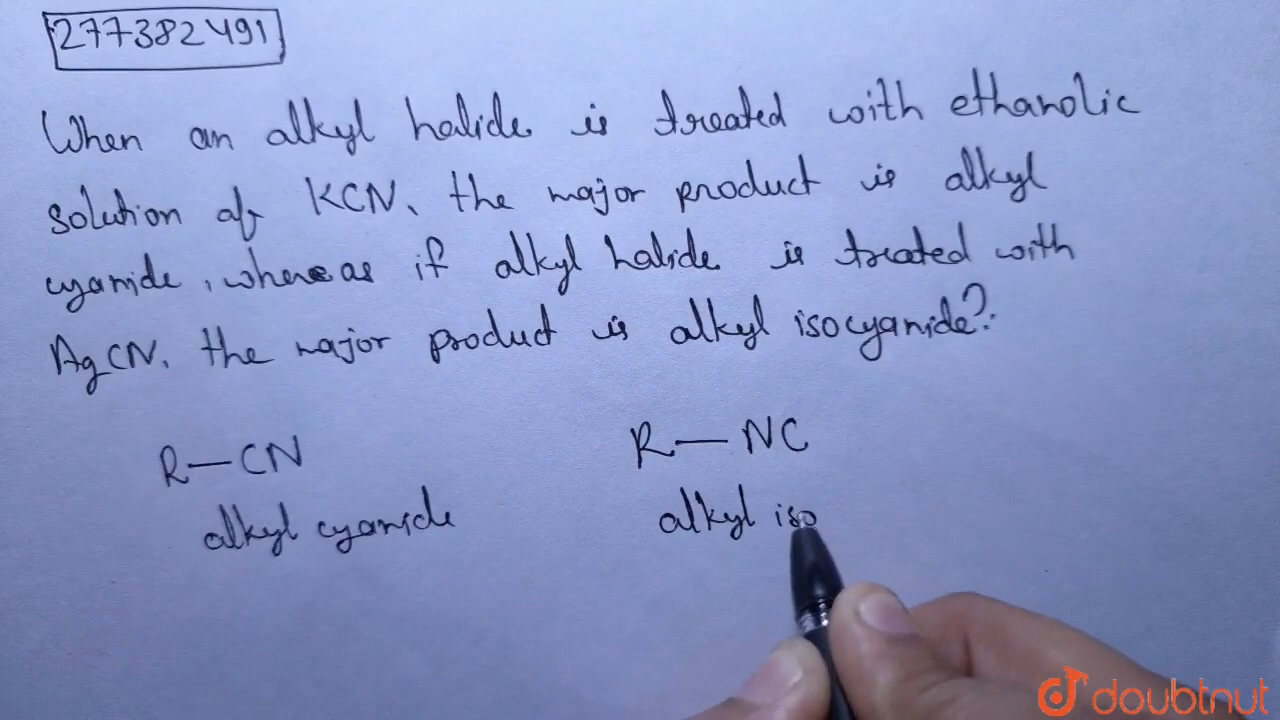 277382491
When an alkyl halide is treated with ethanolic
solution of KCN, the major product is alkyl
cyanide, whereas if alkyl halide is treated with
AgCN, the major product is alkyl isocyanide?
R-CN
R-NC
alkyl cyanide
alkyl iso
doubtnut